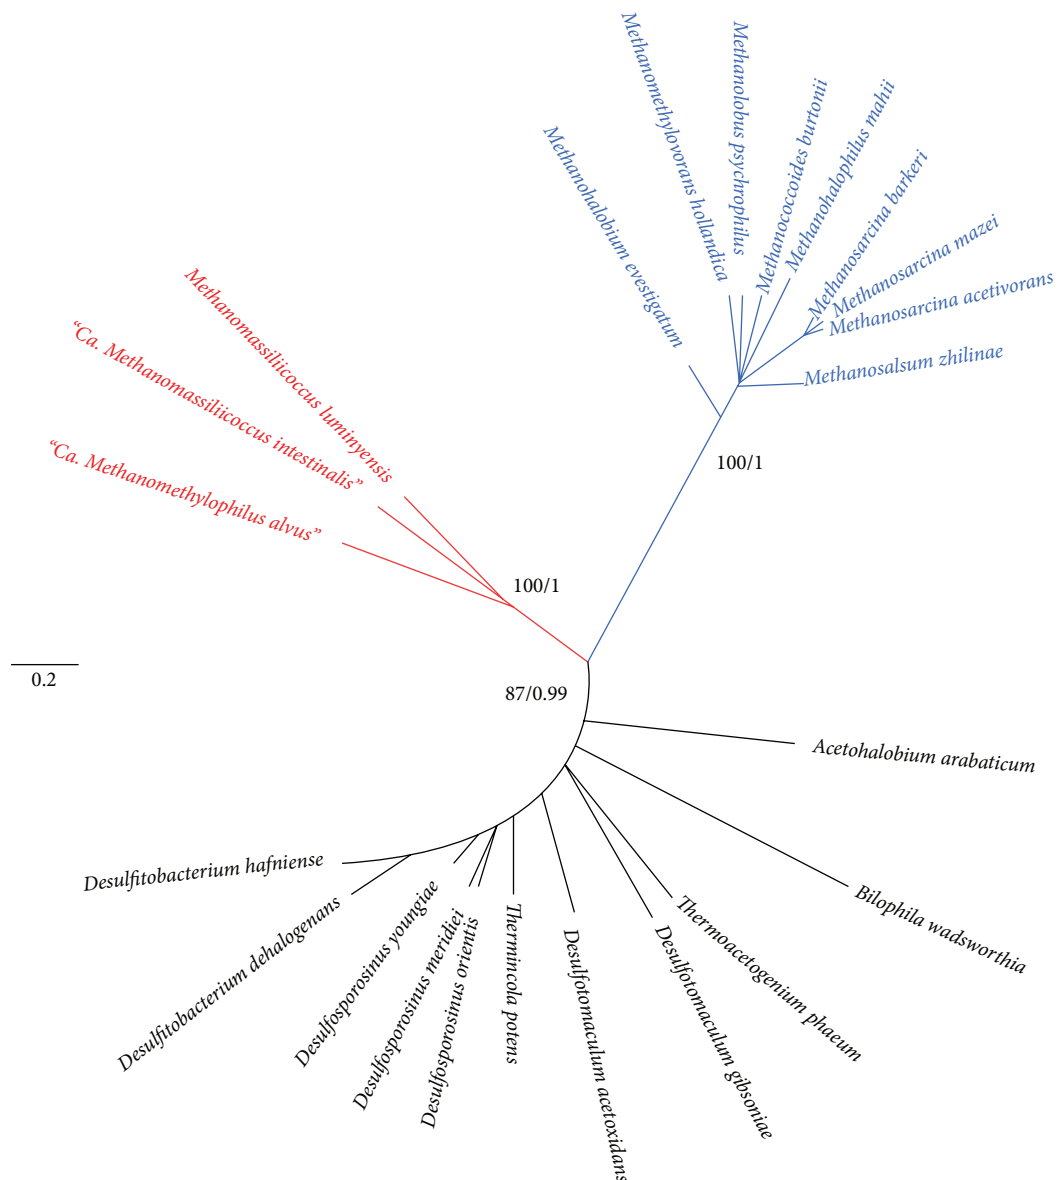 Methanomethylovorans hollandica
Methanolobus psychrophilus
Methanococcoides burtonii
Methanohalophilus mahii
Methanohalobium evestigatum
Methanosarcina barkeri
Methanosarcina mazei
Methanosarcina acetivorans
Methanosalsum zhilinae
100/1
Methanomassiliicoccus luminyensis
“Ca. Methanomassiliicoccus intestinalis”
“Ca. Methanomethylophilus alvus”
100/1
0.2
87/0.99
Acetohalobium arabaticum
Bilophila wadsworthia
Thermoacetogenium phaeum
Desulfotomaculum gibsoniae
Desulfotomaculum acetoxidans
Thermincola potens
Desulfosporosinus orientis
Desulfosporosinus meridiei
Desulfosporosinus youngiae
Desulfitobacterium dehalogenans
Desulfitobacterium hafniense